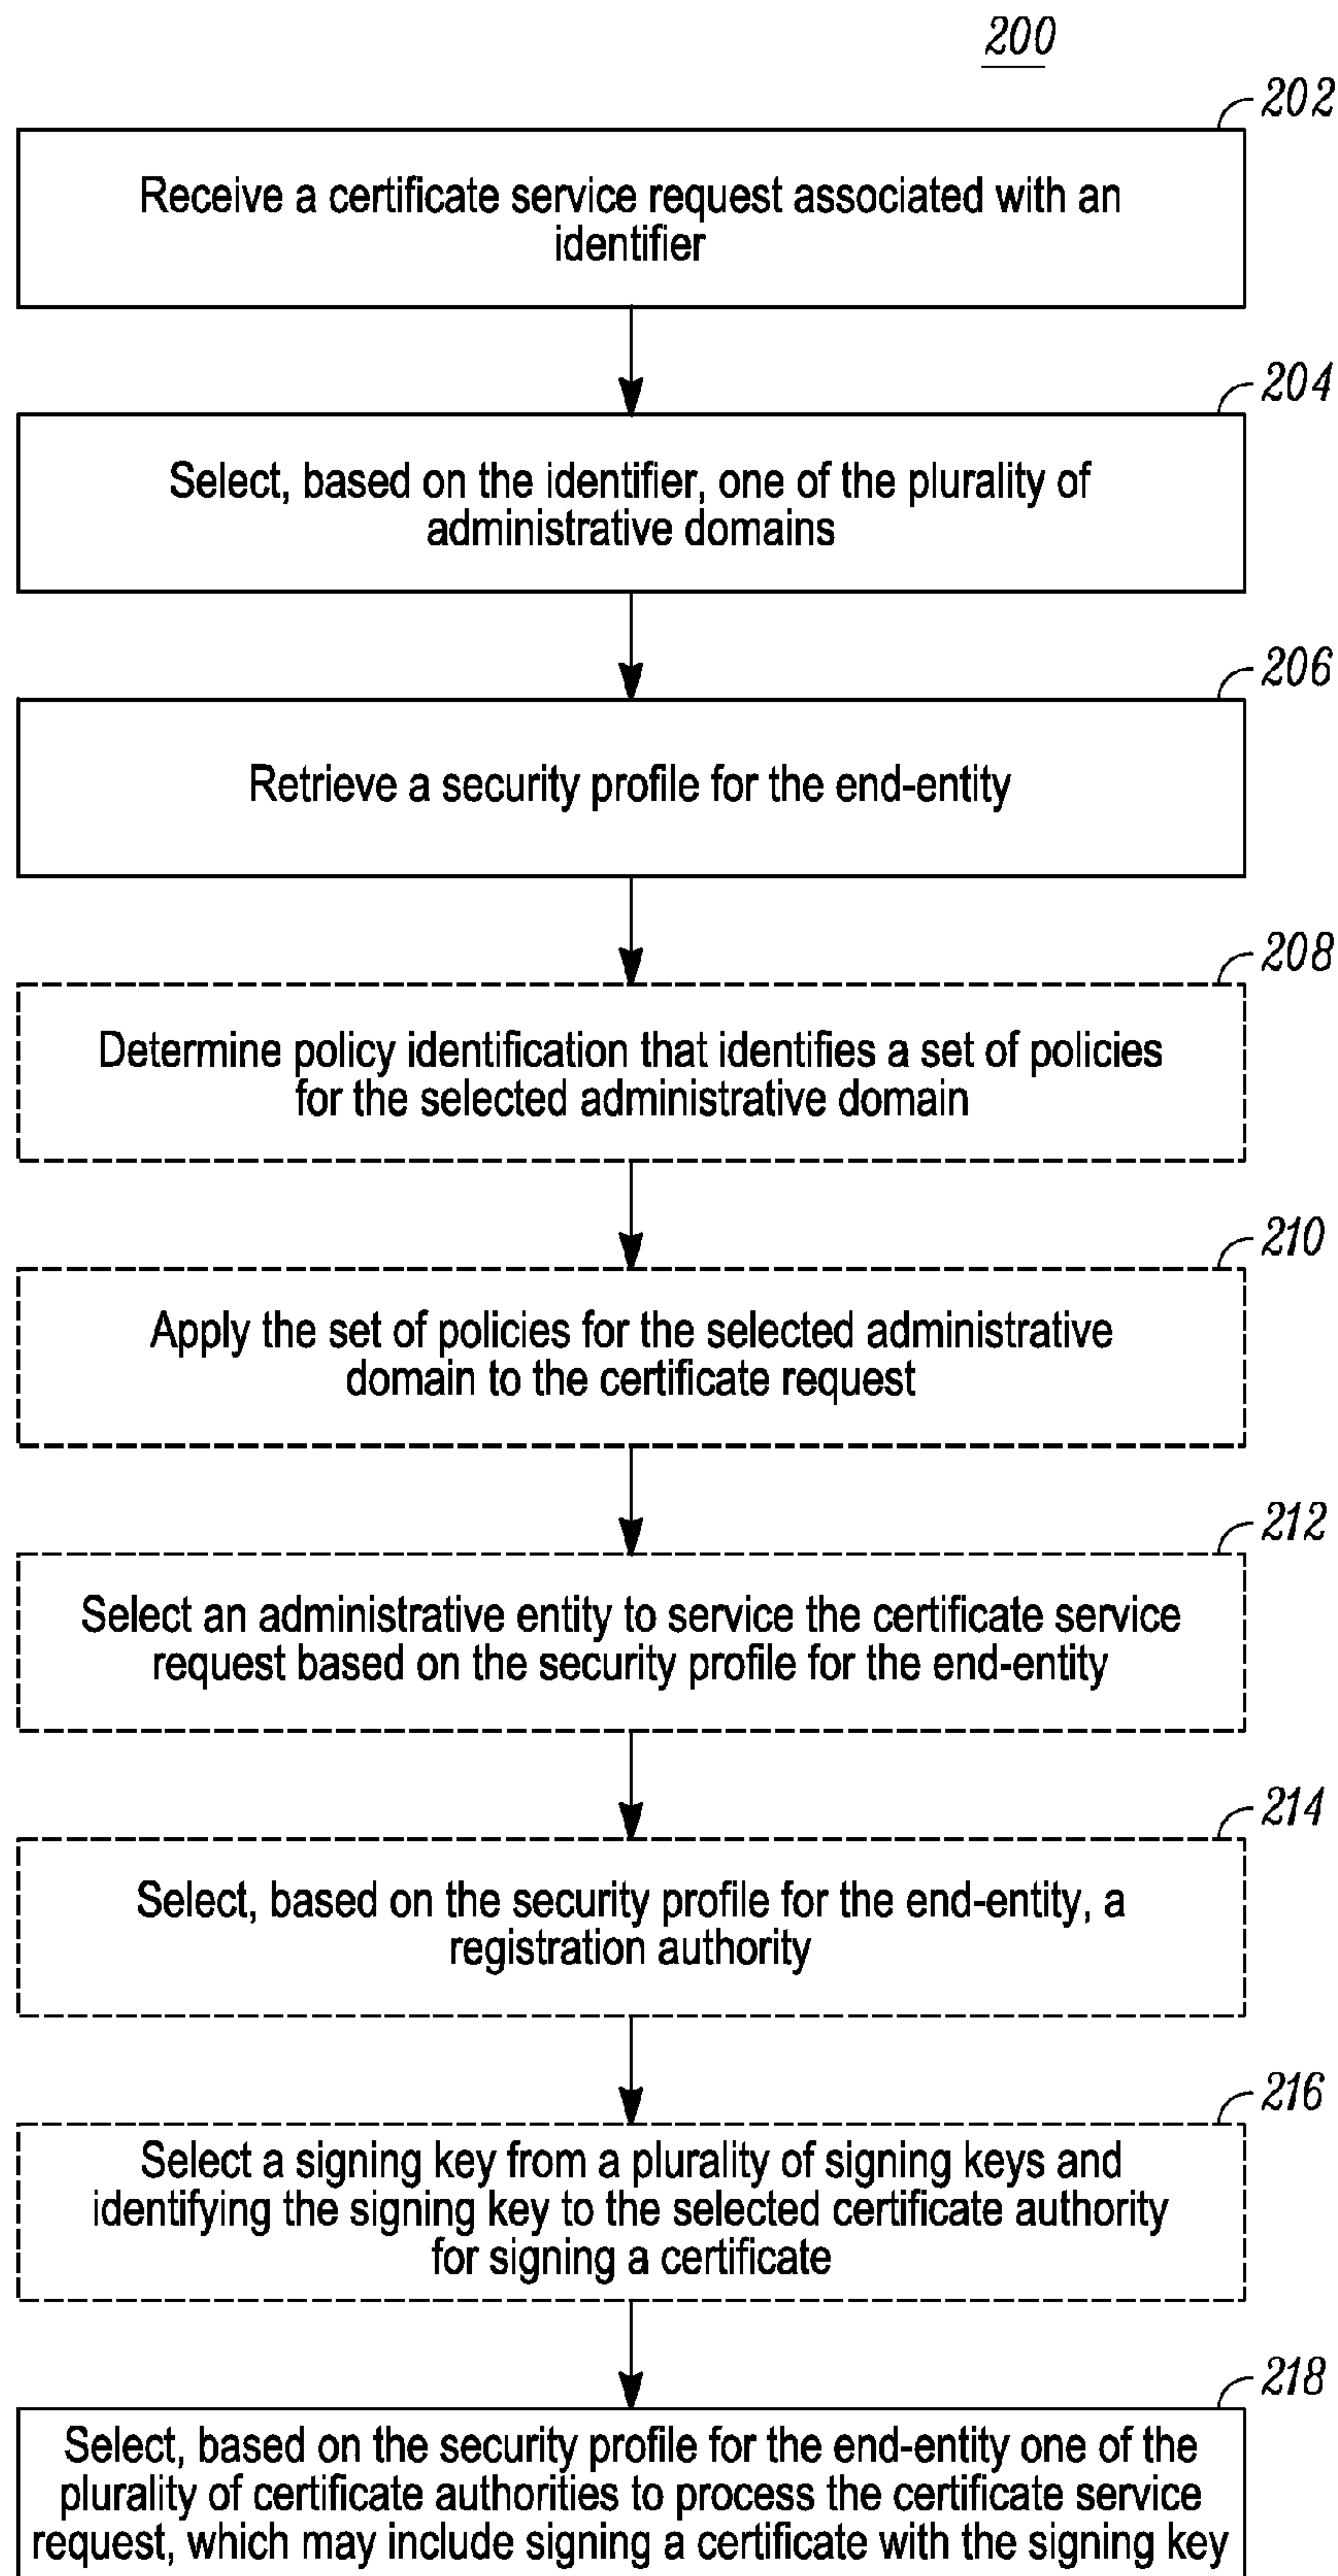 200
202
Receive a certificate service request associated with an
identifier
204
Select, based on the identifier, one of the plurality of
administrative domains
206
Retrieve a security profile for the end-entity
208
Determine policy identification that identifies a set of policies
for the selected administrative domain
210
Apply the set of policies for the selected administrative
domain to the certificate request
212
Select an administrative entity to service the certificate service
request based on the security profile for the end-entity
214
Select, based on the security profile for the end-entity, a
registration authority
216
Select a signing key from a plurality of signing keys and
identifying the signing key to the selected certificate authority
for signing a certificate
218
Select, based on the security profile for the end-entity one of the
plurality of certificate authorities to process the certificate service
request, which may include signing a certificate with the signing key